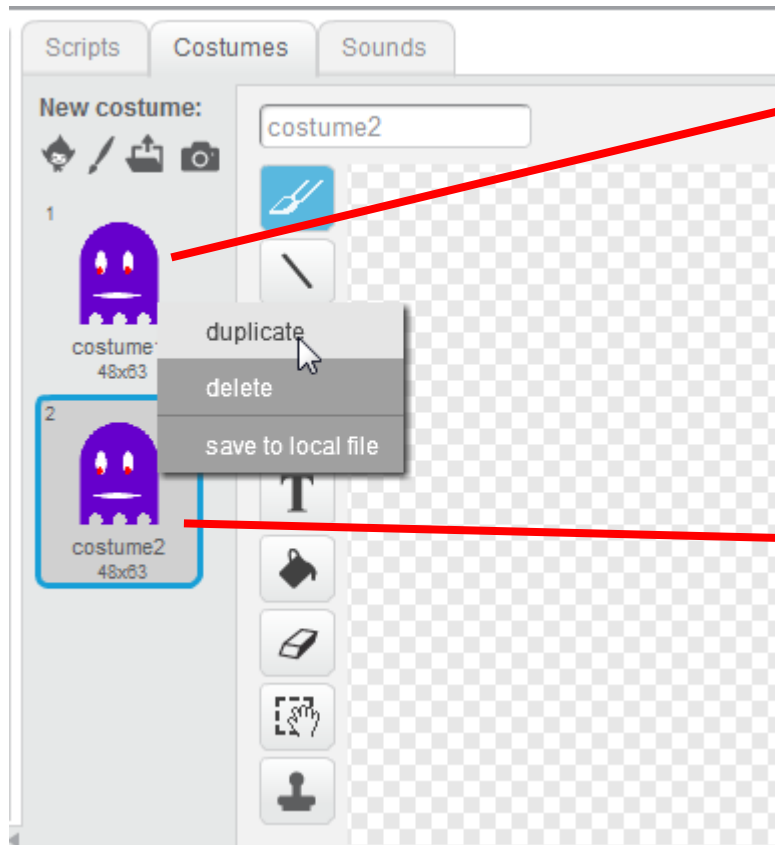 Scripts Costumes Sounds
New costume:
costume2
1
costume
48x63
duplicate
delete
save to local file
2
T
costume2
48x63